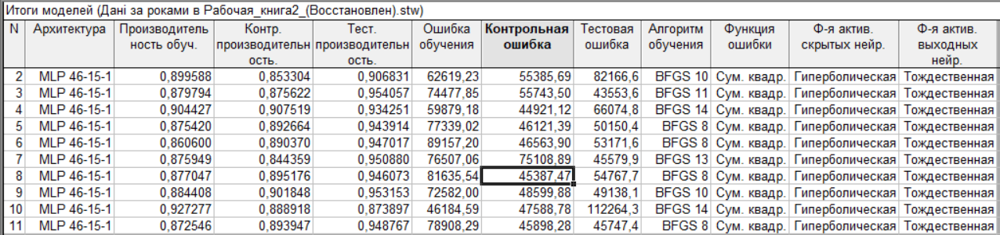 Итоги моделей (Дані за роками в Рабочая_книга2_(Восстановлен).stw)
N Архитектура Производитель Контр. Тест. Ошибка Контрольная Тестовая Алгоритм Функция Ф-я актив. Ф-я актив.
ность обуч. производительн производительн обучения ошибка ошибка обучения ошибки скрытых нейр. выходных
ость. ость. нейр.
2 MLP 46-15-1 0,899588 0,853304 0,906831 62619,23 55385,69 82166,6 BFGS 10 Сум. квадр. Гиперболическая Тождественная
3 MLP 46-15-1 0,879794 0,875622 0,954057 74477,85 55743,50 43553,6 BFGS 11 Сум. квадр. Гиперболическая Тождественная
4 MLP 46-15-1 0,904427 0,907519 0,934251 59879,18 44921,12 66074,8 BFGS 14 Сум. квадр. Гиперболическая Тождественная
5 MLP 46-15-1 0,875420 0,892664 0,943914 77339,02 46121,39 50150,4 BFGS 8 Сум. квадр. Гиперболическая Тождественная
6 MLP 46-15-1 0,860600 0,890370 0,947017 89157,20 46563,90 53171,6 BFGS 8 Сум. квадр. Гиперболическая Тождественная
7 MLP 46-15-1 0,875949 0,844359 0,950880 76507,06 75108,89 45579,9 BFGS 13 Сум. квадр. Гиперболическая Тождественная
8 MLP 46-15-1 0,877047 0,895176 0,946073 81635,54 45387,47 54767,7 BFGS 8 Сум. квадр. Гиперболическая Тождественная
9 MLP 46-15-1 0,884408 0,901848 0,953153 72582,00 48599,88 49138,1 BFGS 10 Сум. квадр. Гиперболическая Тождественная
10 MLP 46-15-1 0,927277 0,888918 0,873897 46184,59 47588,78 112264,3 BFGS 14 Сум. квадр. Гиперболическая Тождественная
11 MLP 46-15-1 0,872546 0,893947 0,948767 78908,29 45898,28 45747,4 BFGS 8 Сум. квадр. Гиперболическая Тождественная